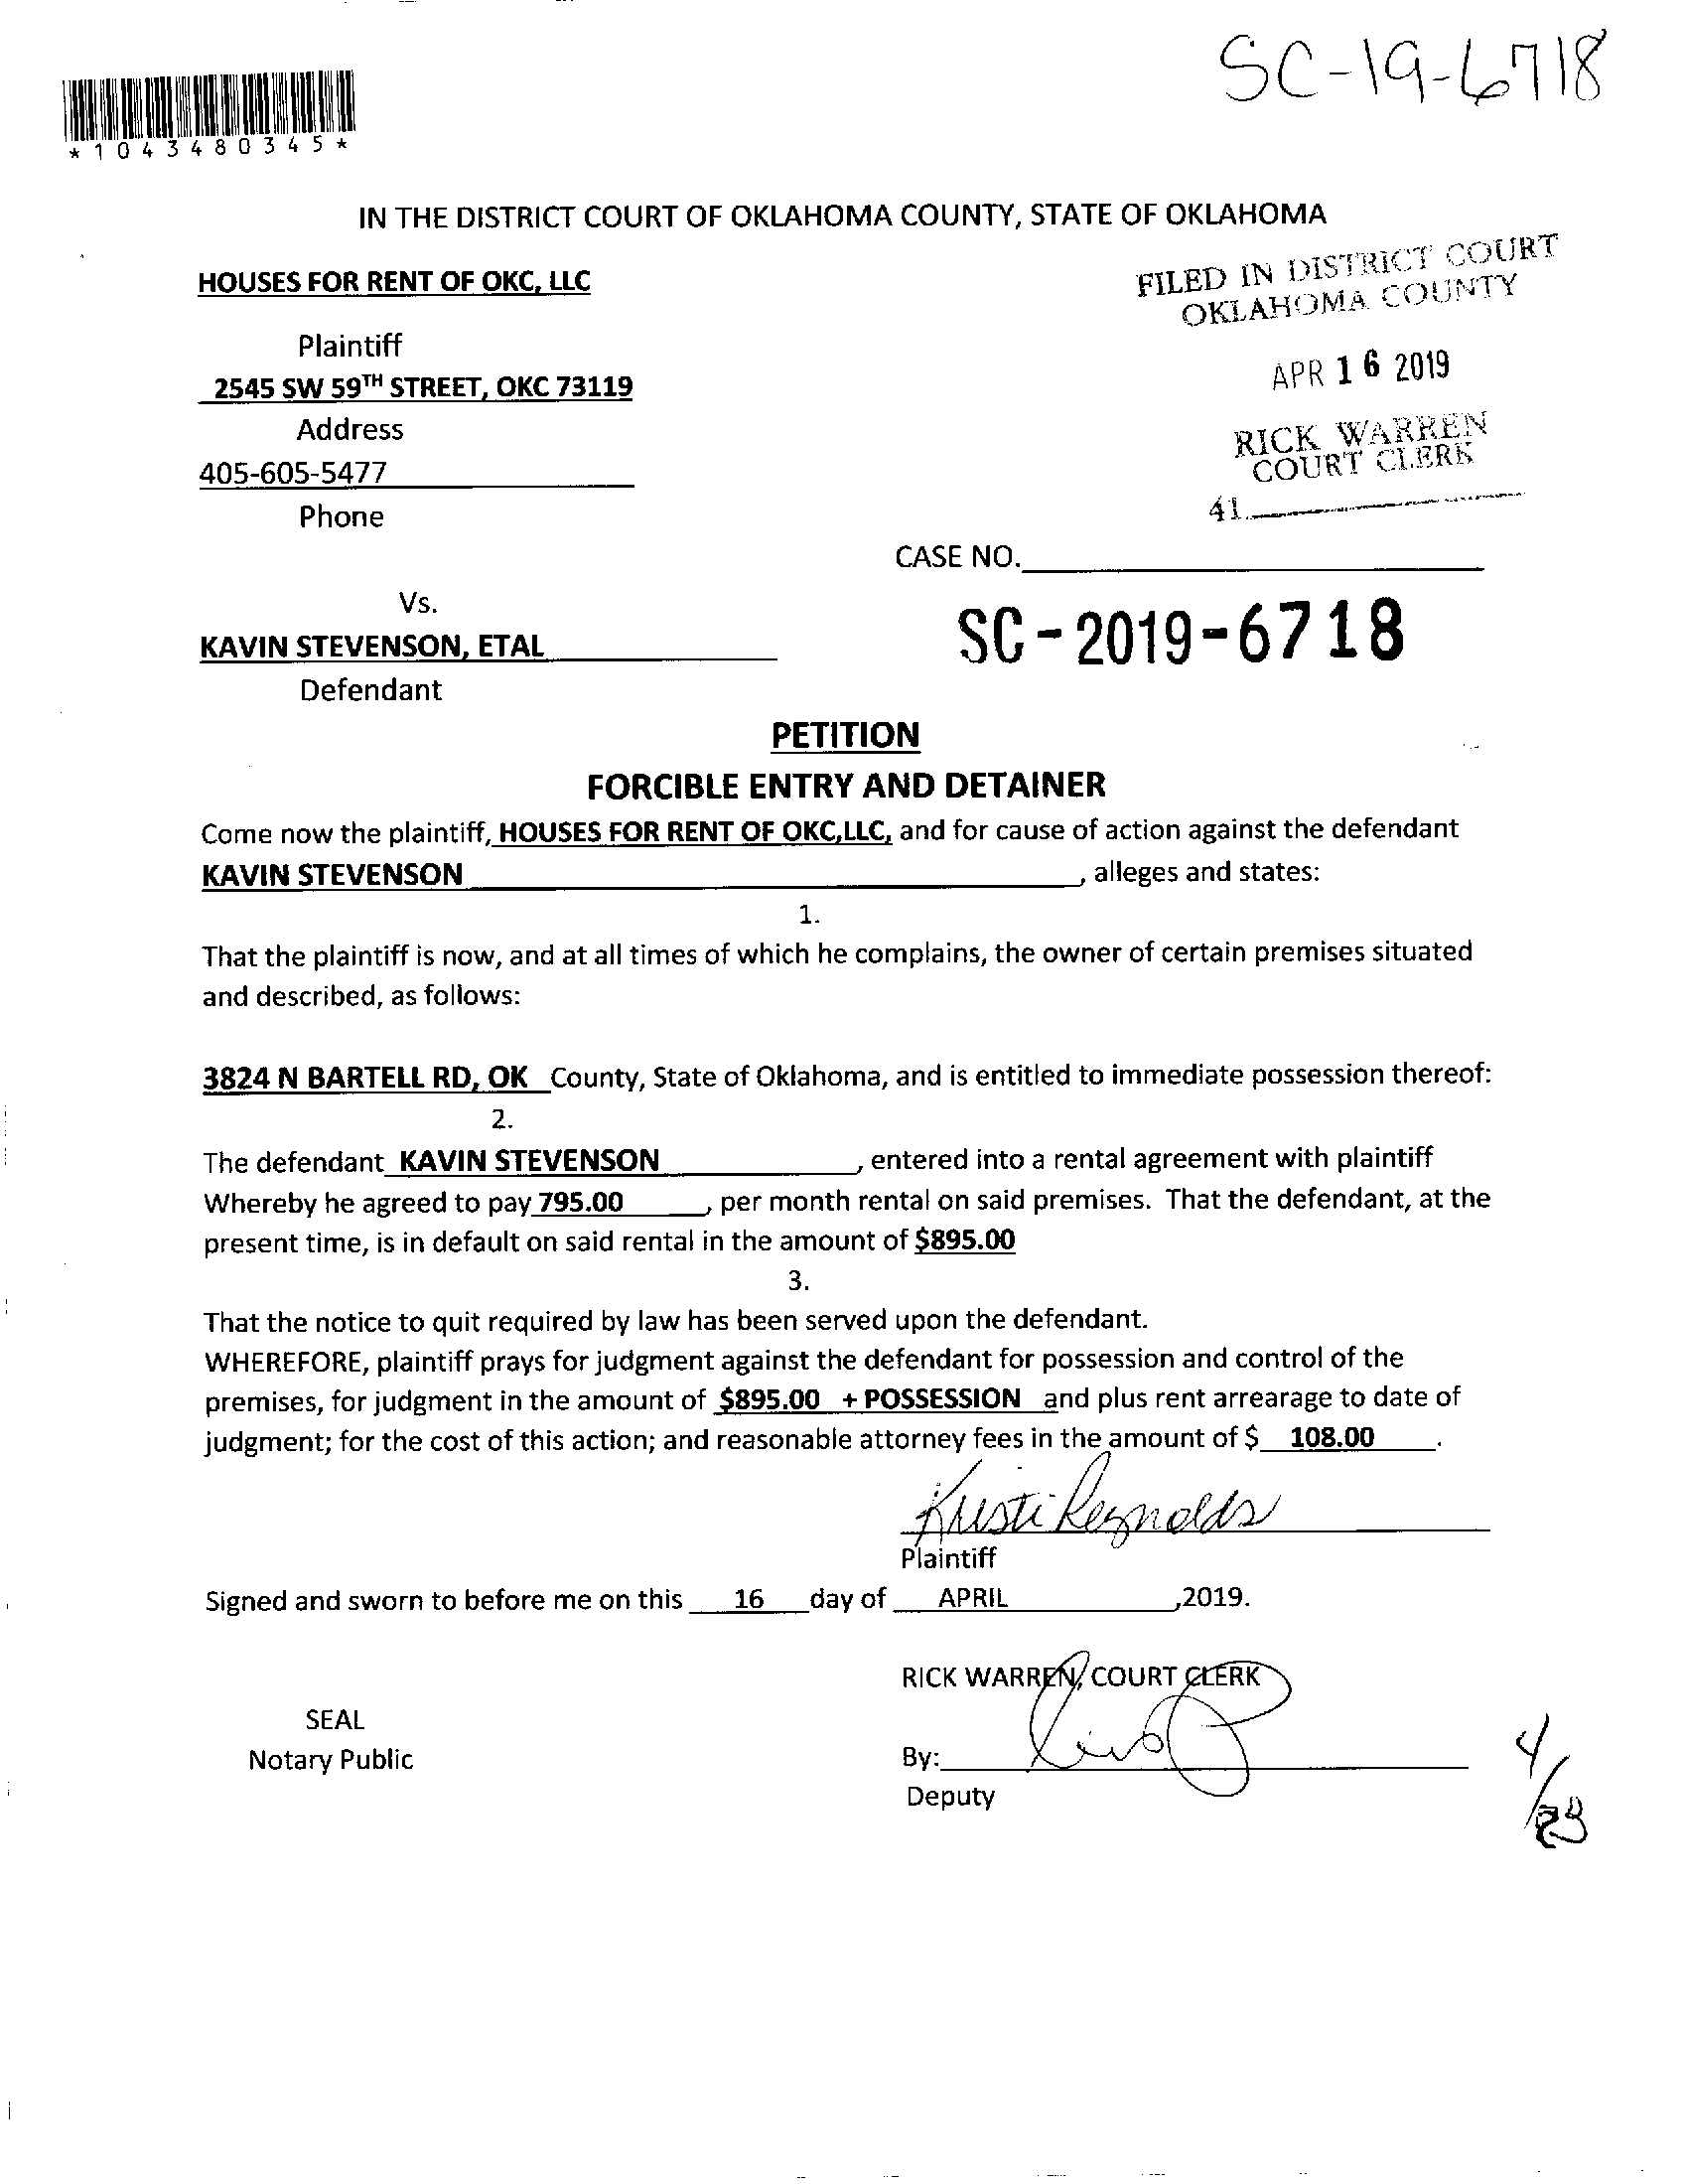 SC-19-6718
*1043480345*
IN THE DISTRICT COURT OF OKLAHOMA COUNTY, STATE OF OKLAHOMA
HOUSES FOR RENT OF OKC, LLC
FILED IN DISTRICT COURT
OKLAHOMA COUNTY
Plaintiff
APR 16 2019
2545 SW 59TH STREET, OKC 73119
Address
RICK WARREN
COURT CLERK
405-605-5477
Phone
41
CASE NO.
Vs.
SC-2019-6718
KAVIN STEVENSON, ETAL
Defendant
PETITION
FORCIBLE ENTRY AND DETAINER
Come now the plaintiff, HOUSES FOR RENT OF OKC,LLC, and for cause of action against the defendant
KAVIN STEVENSON, alleges and states:
1.
That the plaintiff is now, and at all times of which he complains, the owner of certain premises situated
and described, as follows:
3824 N BARTELL RD, OK County, State of Oklahoma, and is entitled to immediate possession thereof:
2.
The defendant KAVIN STEVENSON, entered into a rental agreement with plaintiff
Whereby he agreed to pay 795.00, per month rental on said premises. That the defendant, at the
present time, is in default on said rental in the amount of $895.00
3.
That the notice to quit required by law has been served upon the defendant.
WHEREFORE, plaintiff prays for judgment against the defendant for possession and control of the
premises, for judgment in the amount of $895.00 + POSSESSION and plus rent arrearage to date of
judgment; for the cost of this action; and reasonable attorney fees in the amount of $ 108.00.
Kristi Reynolds
Plaintiff
Signed and sworn to before me on this 16 day of APRIL,2019.
RICK WARREN, COURT CLERK
SEAL
Notary Public
By:
Deputy
4/23